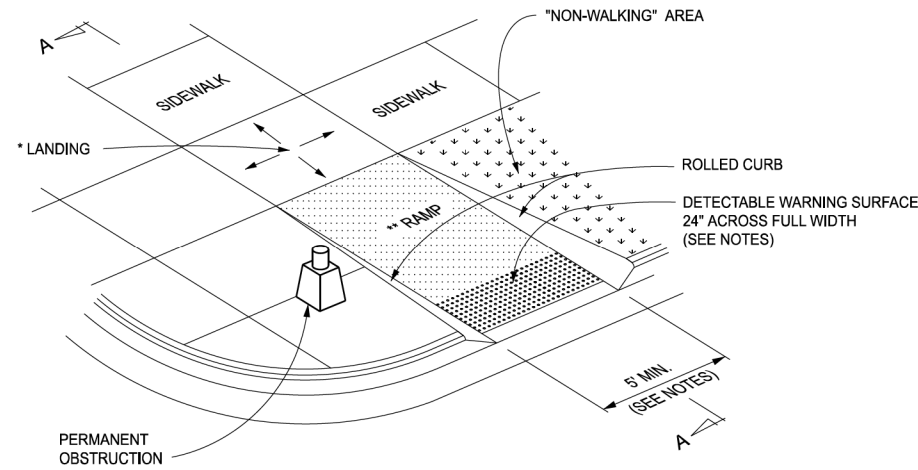 "NON-WALKING" AREA
A
SIDEWALK
SIDEWALK
* LANDING
ROLLED CURB
DETECTABLE WARNING SURFACE
24" ACROSS FULL WIDTH
(SEE NOTES)
** RAMP
5' MIN.
(SEE NOTES)
A
PERMANENT
OBSTRUCTION